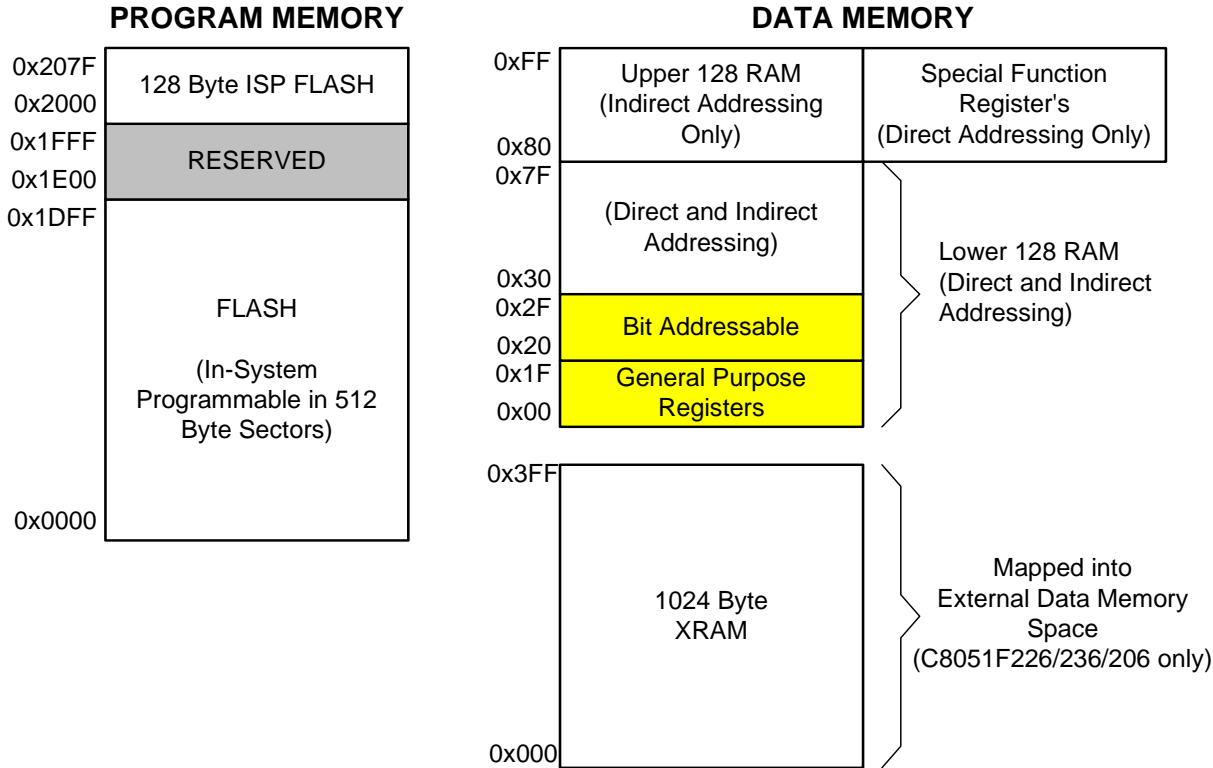 PROGRAM MEMORY
0x207F
128 Byte ISP FLASH
0x2000
0x1FFF
RESERVED
0x1E00
0x1DFF
FLASH
(In-System
Programmable in 512
Byte Sectors)
0x0000
DATA MEMORY
0xFF
Upper 128 RAM
(Indirect Addressing
Only)
0x80
Special Function
Register's
(Direct Addressing Only)
0x7F
(Direct and Indirect
Addressing)
0x30
0x2F
Bit Addressable
0x20
0x1F
General Purpose
Registers
0x00
Lower 128 RAM
(Direct and Indirect
Addressing)
0x3FF
1024 Byte
XRAM
0x000
Mapped into
External Data Memory
Space
(C8051F226/236/206 only)